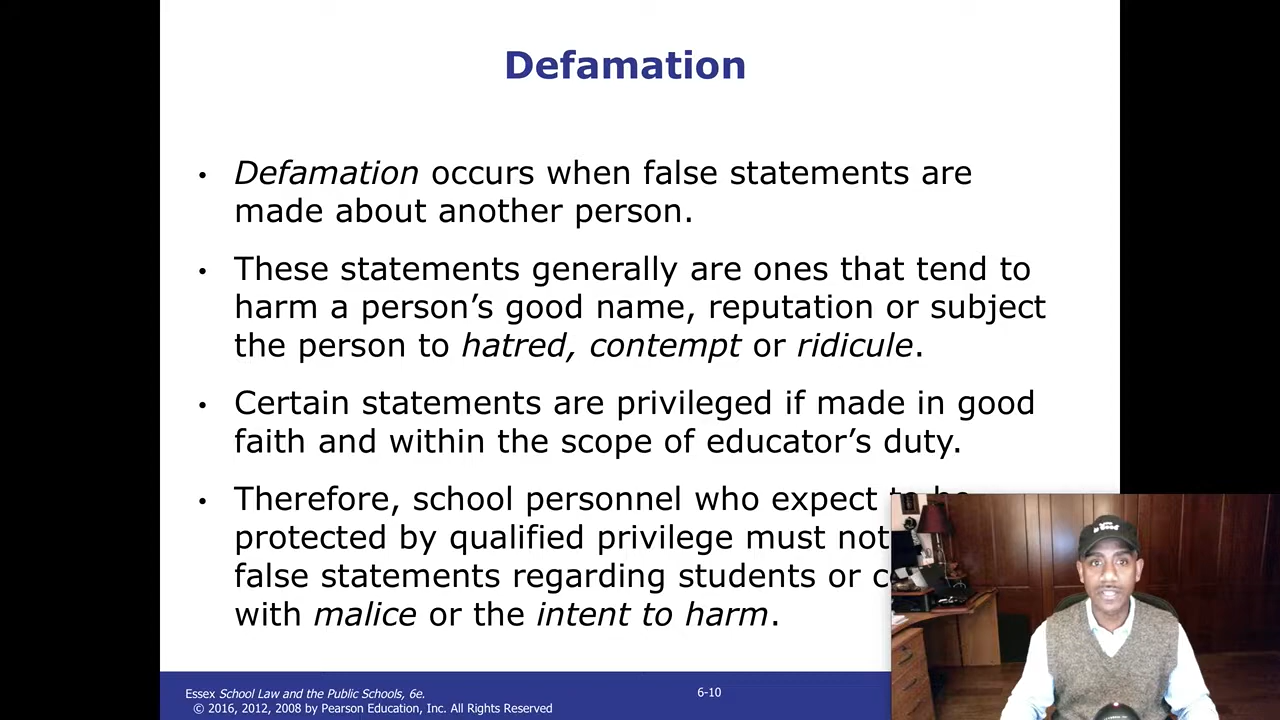 Defamation
• Defamation occurs when false statements are
made about another person.
• These statements generally are ones that tend to
harm a person’s good name, reputation or subject
the person to hatred, contempt or ridicule.
• Certain statements are privileged if made in good
faith and within the scope of educator’s duty.
• Therefore, school personnel who expect to be
protected by qualified privilege must not
false statements regarding students or
with malice or the intent to harm.
Essex School Law and the Public Schools, 6e.
6-10
© 2016, 2012, 2008 by Pearson Education, Inc. All Rights Reserved